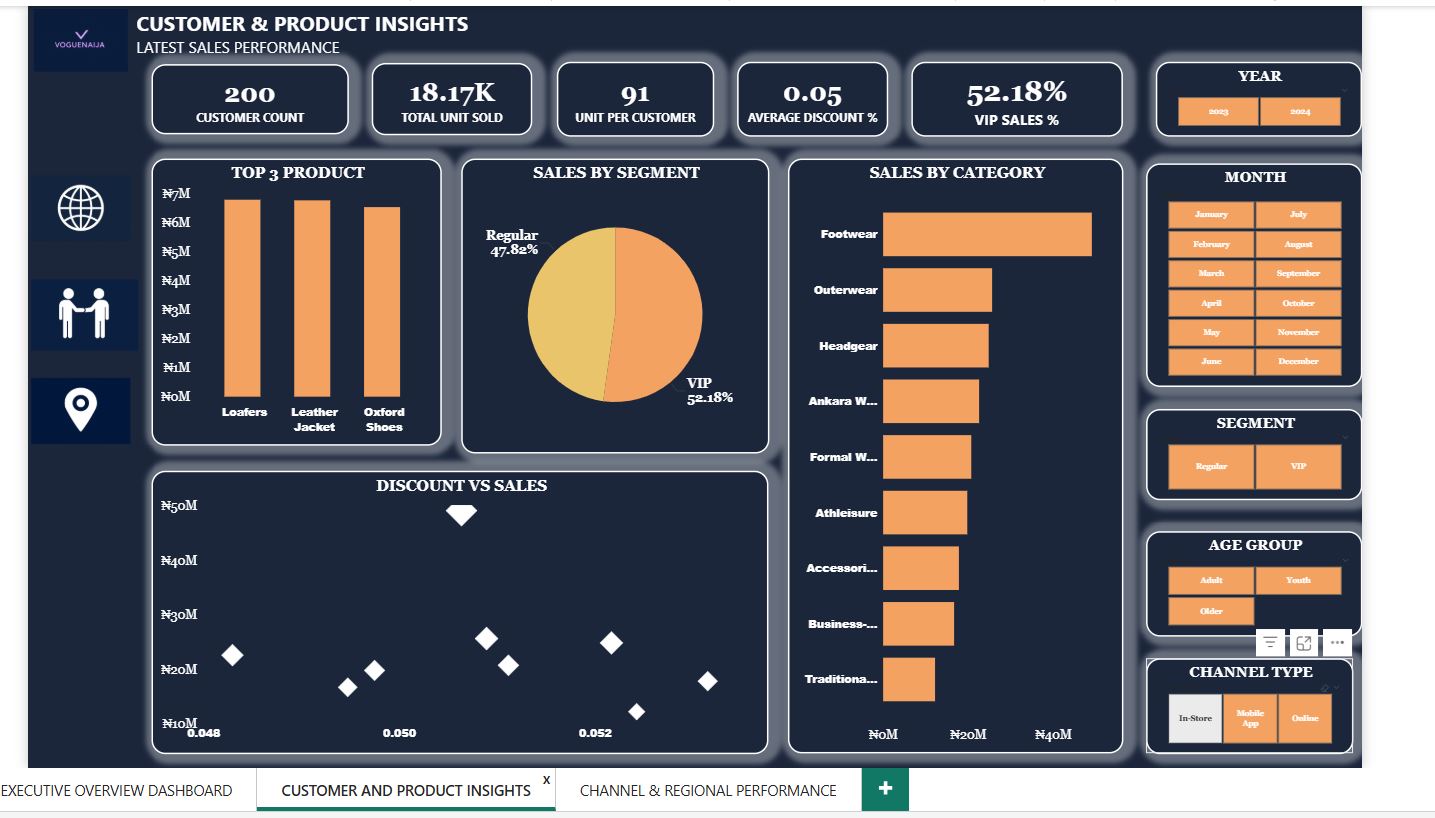 VOGUENAIJA
CUSTOMER & PRODUCT INSIGHTS
LATEST SALES PERFORMANCE
200
CUSTOMER COUNT
18.17K
TOTAL UNIT SOLD
91
UNIT PER CUSTOMER
0.05
AVERAGE DISCOUNT %
52.18%
VIP SALES %
YEAR
2023
2024
TOP 3 PRODUCT
₦7M
₦6M
₦5M
₦4M
₦3M
₦2M
₦1M
₦0M
Loafers
Leather
Jacket
Oxford
Shoes
SALES BY SEGMENT
Regular
47.82%
VIP
52.18%
SALES BY CATEGORY
Footwear
Outerwear
Headgear
Ankara W...
Formal W...
Athleisure
Accessori...
Business-...
Traditiona...
₦0M
₦20M
₦40M
MONTH
January
July
February
August
March
September
April
October
May
November
June
December
SEGMENT
Regular
VIP
DISCOUNT VS SALES
₦50M
₦40M
₦30M
₦20M
₦10M
0.048
0.050
0.052
AGE GROUP
Adult
Youth
Older
CHANNEL TYPE
In-Store
Mobile
App
Online
EXECUTIVE OVERVIEW DASHBOARD
CUSTOMER AND PRODUCT INSIGHTS
x
CHANNEL & REGIONAL PERFORMANCE
+